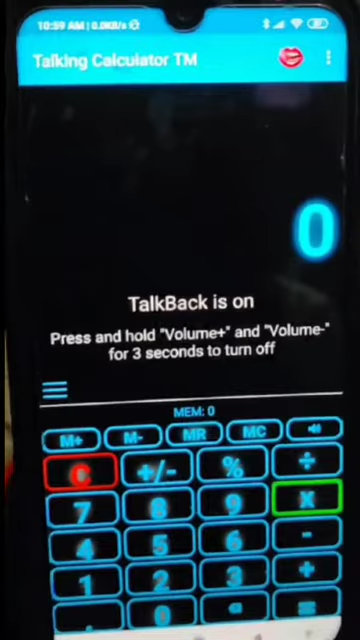 10:59 AM | 0.0KB/s
Talking Calculator TM
0
TalkBack is on
Press and hold "Volume+" and "Volume-"
for 3 seconds to turn off
MEM: 0
M+ M- MR MC
C +/- % ÷
7 8 9 X
4 5 6 -
1 2 3 +
. 0 =